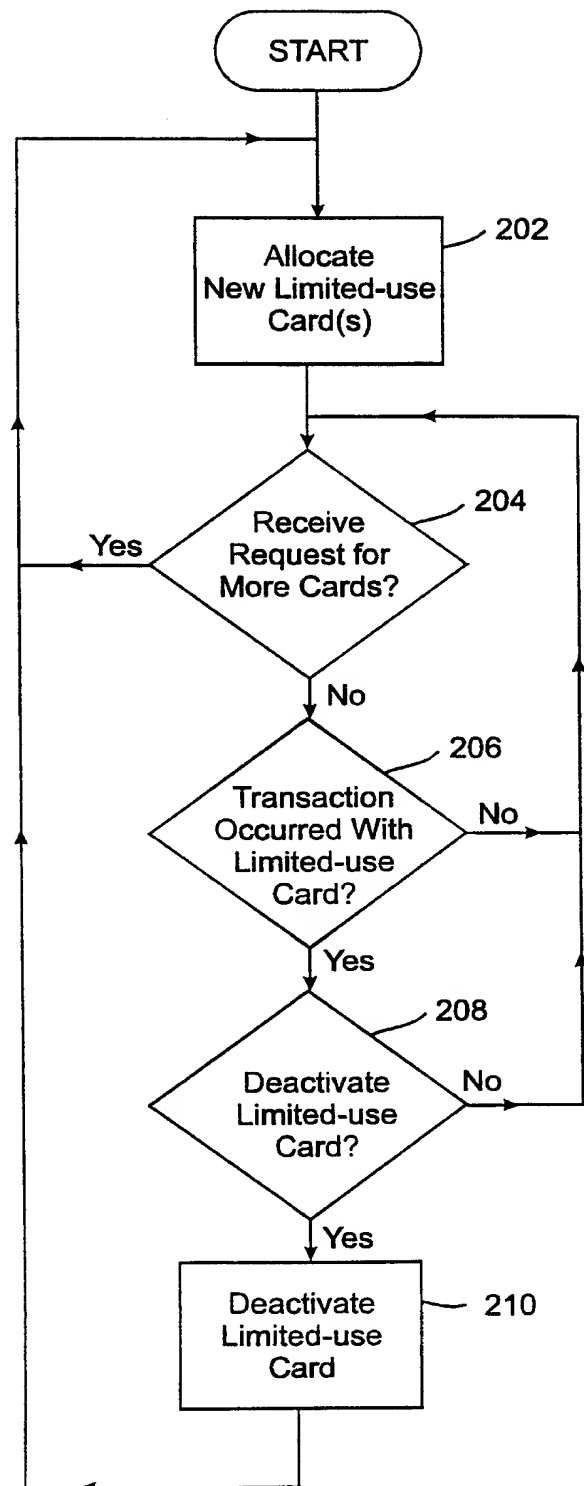 START
202
Allocate
New Limited-use
Card(s)
204
Receive
Request for
More Cards?
Yes
No
206
Transaction
Occurred With
Limited-use
Card?
No
Yes
208
Deactivate
Limited-use
Card?
No
Yes
Deactivate
Limited-use
Card
210